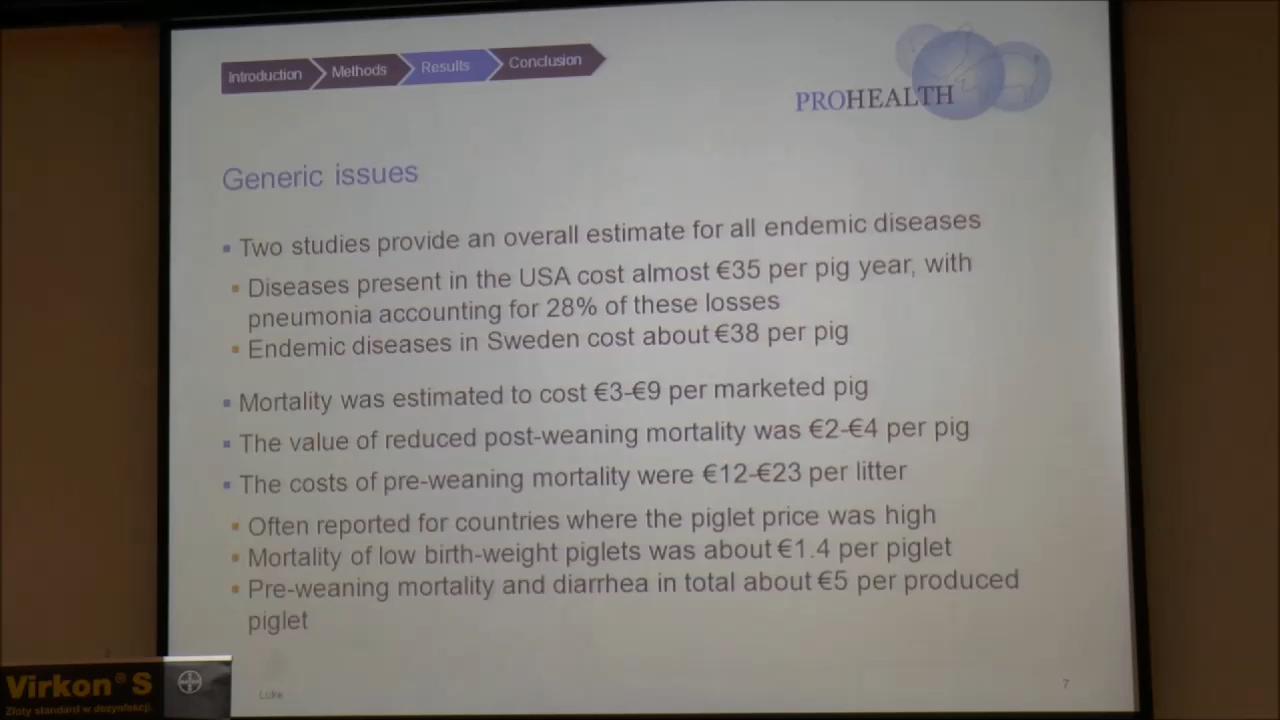 Introduction
Methods
Results
Conclusion
PROHEALTH
Generic issues
Two studies provide an overall estimate for all endemic diseases
Diseases present in the USA cost almost €35 per pig year, with
pneumonia accounting for 28% of these losses
Endemic diseases in Sweden cost about €38 per pig
Mortality was estimated to cost €3-€9 per marketed pig
The value of reduced post-weaning mortality was €2-€4 per pig
The costs of pre-weaning mortality were €12-€23 per litter
Often reported for countries where the piglet price was high
Mortality of low birth-weight piglets was about €1.4 per piglet
Pre-weaning mortality and diarrhea in total about €5 per produced
piglet
Luke
7
Virkon® S
Złoty standard w dezynfekcji.